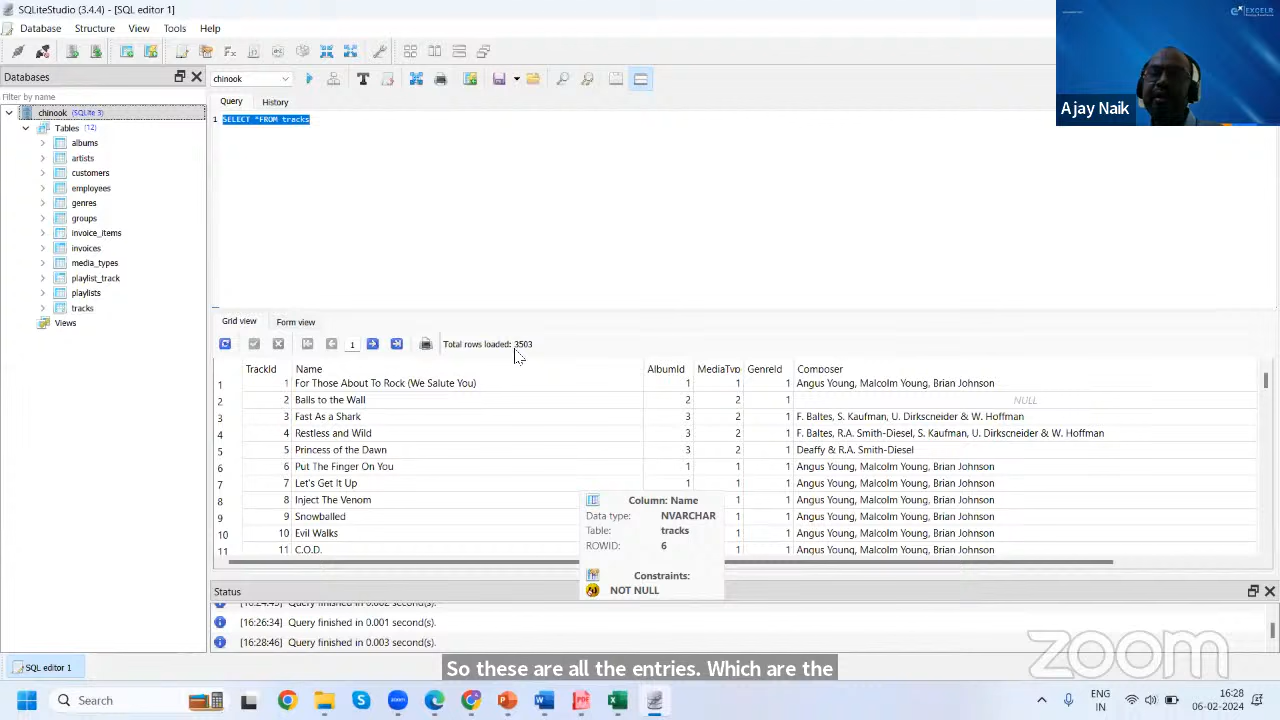 SQLiteStudio (3.4.4) - [SQL editor 1]
Database Structure View Tools Help
EXCELR
Ajay Naik
Databases
chinook
Filter by name
Query History
chinook (SQLite 3)
1 SELECT *FROM tracks
Tables (12)
albums
artists
customers
employees
genres
groups
invoice_items
invoices
media_types
playlist_track
playlists
tracks
Views
Grid view Form view
1 Total rows loaded: 3503
TrackId Name AlbumId MediaTyp GenreId Composer
1 1 For Those About To Rock (We Salute You) 1 1 1 Angus Young, Malcolm Young, Brian Johnson
2 2 Balls to the Wall 2 2 1 NULL
3 3 Fast As a Shark 3 2 1 F. Baltes, S. Kaufman, U. Dirkscneider & W. Hoffman
4 4 Restless and Wild 3 2 1 F. Baltes, R.A. Smith-Diesel, S. Kaufman, U. Dirkscneider & W. Hoffman
5 5 Princess of the Dawn 3 2 1 Deaffy & R.A. Smith-Diesel
6 6 Put The Finger On You 1 1 1 Angus Young, Malcolm Young, Brian Johnson
7 7 Let's Get It Up 1 1 1 Angus Young, Malcolm Young, Brian Johnson
8 8 Inject The Venom 1 1 Angus Young, Malcolm Young, Brian Johnson
9 9 Snowballed 1 1 Angus Young, Malcolm Young, Brian Johnson
10 10 Evil Walks 1 1 Angus Young, Malcolm Young, Brian Johnson
11 11 C.O.D. 1 1 Angus Young, Malcolm Young, Brian Johnson
Column: Name
Data type: NVARCHAR
Table: tracks
ROWID: 6
Constraints:
NOT NULL
Status
[16:24:45] Query finished in 0.002 second(s).
[16:26:34] Query finished in 0.001 second(s).
[16:28:46] Query finished in 0.003 second(s).
zoom
SQL editor 1
So these are all the entries. Which are the
Search
ENG
IN
16:28
06-02-2024